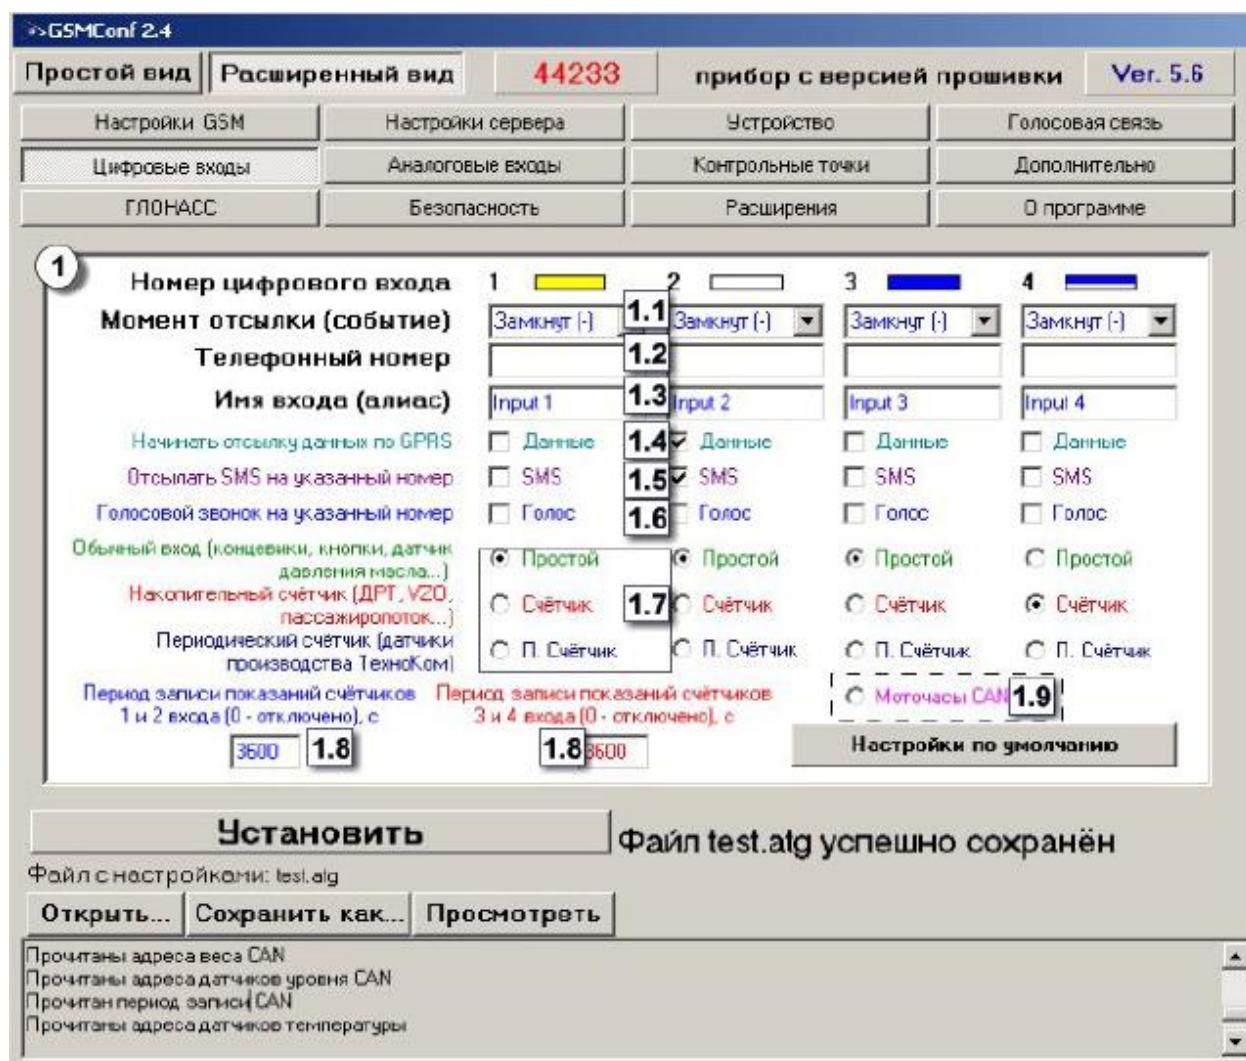 GSMConf 2.4
Простой вид Расширенный вид 44233 прибор с версией прошивки Ver. 5.6
Настройки GSM Настройки сервера Устройство Голосовая связь
Цифровые входы Аналоговые входы Контрольные точки Дополнительно
ГЛОНАСС Безопасность Расширения О программе
1
Номер цифрового входа 1 2 3 4
Момент отсылки (событие) Замкнут (-) 1.1 Замкнут (-) Замкнут (-) Замкнут (-)
Телефонный номер 1.2
Имя входа (алиас) Input 1 1.3 Input 2 Input 3 Input 4
Начинать отсылку данных по GPRS Данные 1.4 Данные Данные Данные
Отсылать SMS на указанный номер SMS 1.5 SMS SMS SMS
Голосовой звонок на указанный номер Голос 1.6 Голос Голос Голос
Обычный вход (концевики, кнопки, датчик
давления масла...) Простой Простой Простой Простой
Накопительный счётчик (ДРТ, VZO,
пассажиропоток...) Счётчик 1.7 Счётчик Счётчик Счётчик
Периодический счётчик (датчики
производства ТехноКом) П. Счётчик П. Счётчик П. Счётчик П. Счётчик
Период записи показаний счётчиков Период записи показаний счётчиков Моточасы CAN 1.9
1 и 2 входа (0 - отключено), с 3 и 4 входа (0 - отключено), с
3600 1.8 1.8 3600 Настройки по умолчанию
Установить Файл test.atg успешно сохранён
Файл с настройками: test.atg
Открыть... Сохранить как... Просмотреть
Прочитаны адреса веса CAN
Прочитаны адреса датчиков уровня CAN
Прочитан период записи CAN
Прочитаны адреса датчиков температуры